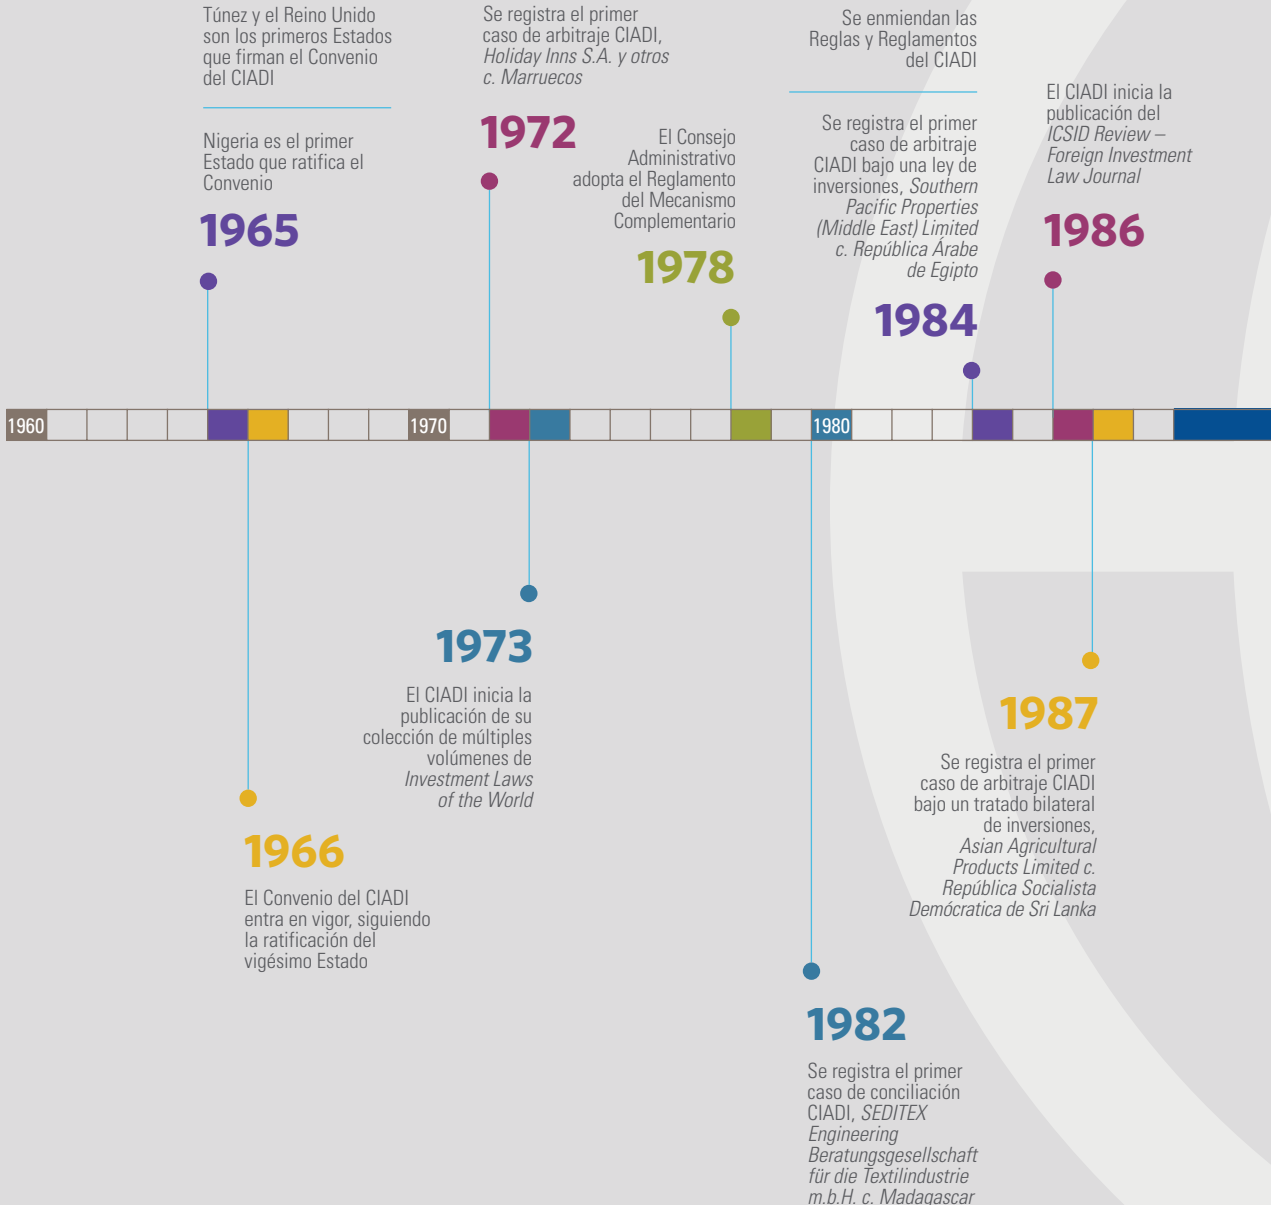 Túnez y el Reino Unido
son los primeros Estados
que firman el Convenio
del CIADI
Nigeria es el primer
Estado que ratifica el
Convenio
1965
Se registra el primer
caso de arbitraje CIADI,
Holiday Inns S.A. y otros
c. Marruecos
1972
El Consejo
Administrativo
adopta el Reglamento
del Mecanismo
Complementario
1978
Se enmiendan las
Reglas y Reglamentos
del CIADI
Se registra el primer
caso de arbitraje
CIADI bajo una ley de
inversiones, Southern
Pacific Properties
(Middle East) Limited
c. República Árabe
de Egipto
1984
El CIADI inicia la
publicación del
ICSID Review –
Foreign Investment
Law Journal
1986
1960
1970
1980
1966
El Convenio del CIADI
entra en vigor, siguiendo
la ratificación del
vigésimo Estado
1973
El CIADI inicia la
publicación de su
colección de múltiples
volúmenes de
Investment Laws
of the World
1982
Se registra el primer
caso de conciliación
CIADI, SEDITEX
Engineering
Beratungsgesellschaft
für die Textilindustrie
m.b.H. c. Madagascar
1987
Se registra el primer
caso de arbitraje CIADI
bajo un tratado bilateral
de inversiones,
Asian Agricultural
Products Limited c.
República Socialista
Demócratica de Sri Lanka